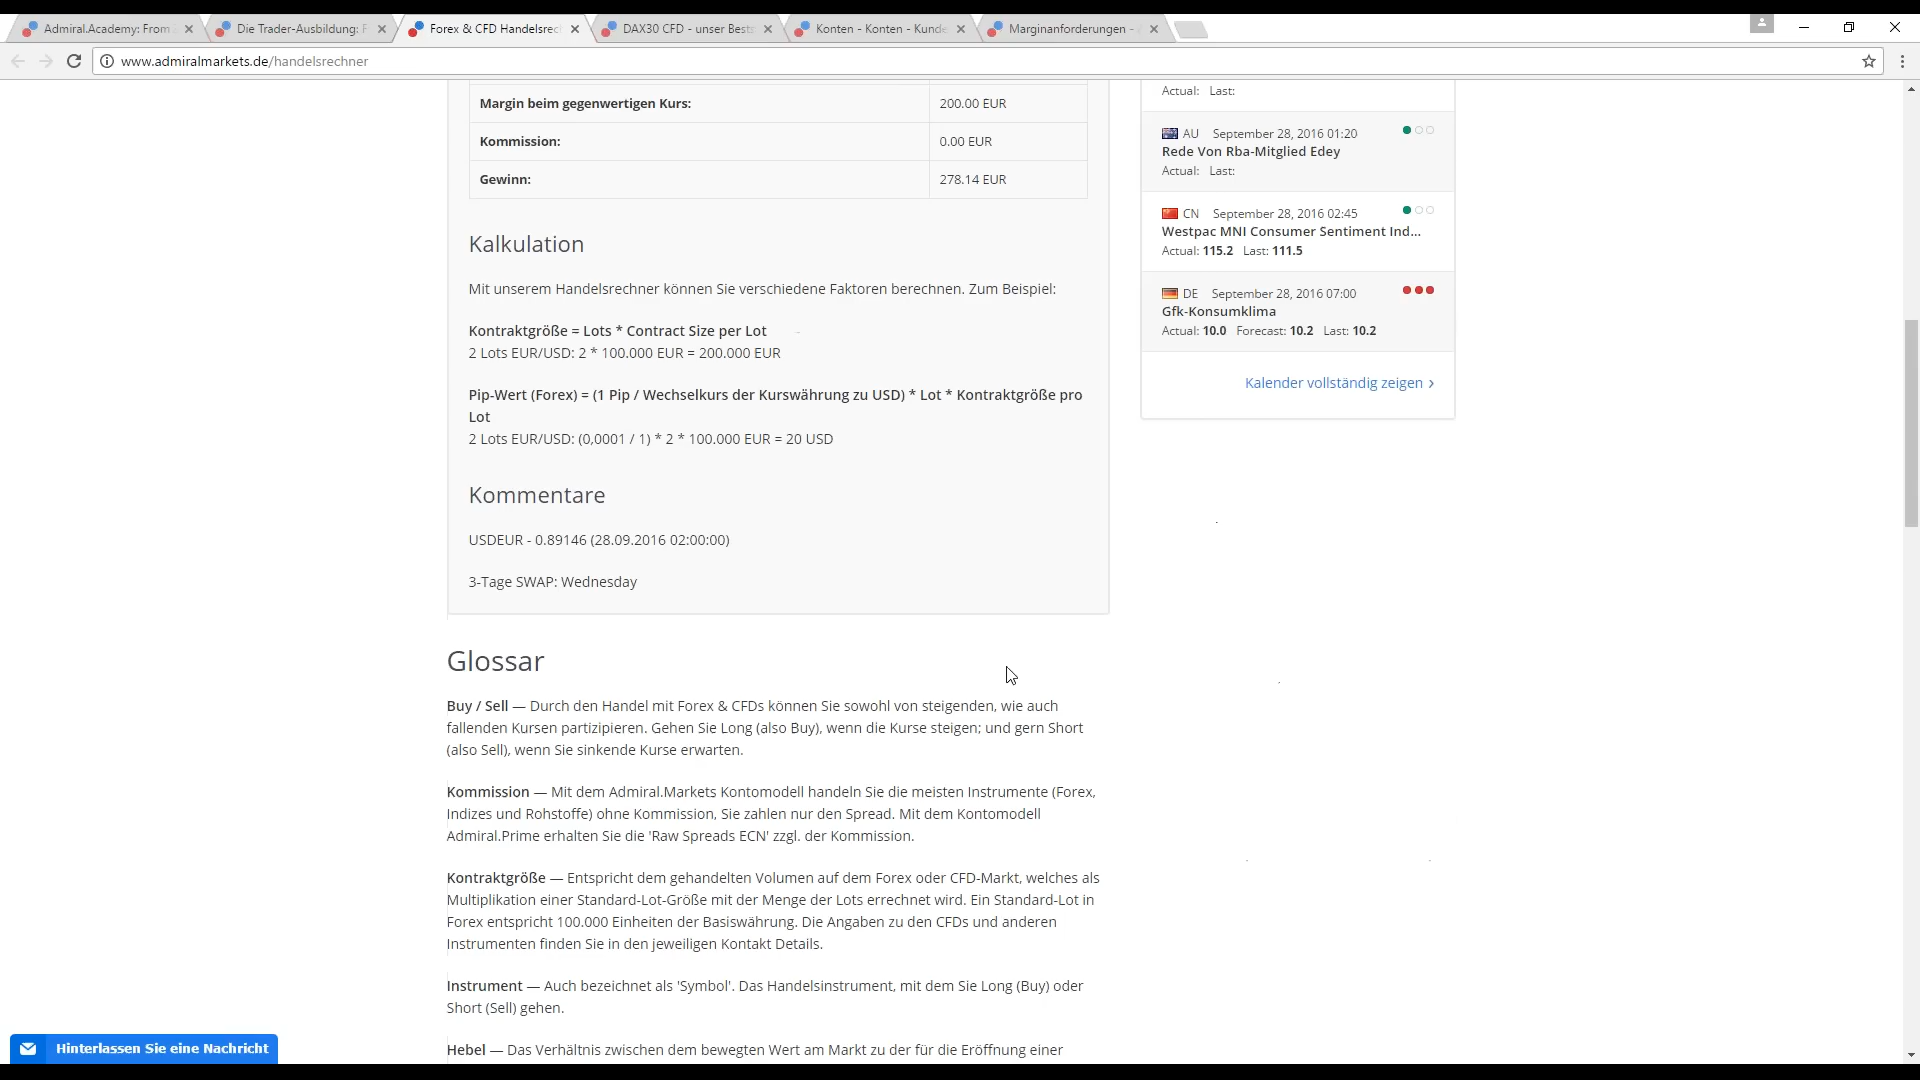 Admiral.Academy: From
Die Trader-Ausbildung: F
Forex & CFD Handelsrec
DAX30 CFD - unser Bests
Konten - Konten - Kunde
Marginanforderungen -
www.admiralmarkets.de/handelsrechner
Margin beim gegenwertigen Kurs: 200.00 EUR
Kommission: 0.00 EUR
Gewinn: 278.14 EUR
Kalkulation
Mit unserem Handelsrechner können Sie verschiedene Faktoren berechnen. Zum Beispiel:
Kontraktgröße = Lots * Contract Size per Lot
2 Lots EUR/USD: 2 * 100.000 EUR = 200.000 EUR
Pip-Wert (Forex) = (1 Pip / Wechselkurs der Kurswährung zu USD) * Lot * Kontraktgröße pro
Lot
2 Lots EUR/USD: (0,0001 / 1) * 2 * 100.000 EUR = 20 USD
Kommentare
USDEUR - 0.89146 (28.09.2016 02:00:00)
3-Tage SWAP: Wednesday
Glossar
Buy / Sell — Durch den Handel mit Forex & CFDs können Sie sowohl von steigenden, wie auch
fallenden Kursen partizipieren. Gehen Sie Long (also Buy), wenn die Kurse steigen; und gern Short
(also Sell), wenn Sie sinkende Kurse erwarten.
Kommission — Mit dem Admiral.Markets Kontomodell handeln Sie die meisten Instrumente (Forex,
Indizes und Rohstoffe) ohne Kommission, Sie zahlen nur den Spread. Mit dem Kontomodell
Admiral.Prime erhalten Sie die 'Raw Spreads ECN' zzgl. der Kommission.
Kontraktgröße — Entspricht dem gehandelten Volumen auf dem Forex oder CFD-Markt, welches als
Multiplikation einer Standard-Lot-Größe mit der Menge der Lots errechnet wird. Ein Standard-Lot in
Forex entspricht 100.000 Einheiten der Basiswährung. Die Angaben zu den CFDs und anderen
Instrumenten finden Sie in den jeweiligen Kontakt Details.
Instrument — Auch bezeichnet als 'Symbol'. Das Handelsinstrument, mit dem Sie Long (Buy) oder
Short (Sell) gehen.
Hebel — Das Verhältnis zwischen dem bewegten Wert am Markt zu der für die Eröffnung einer
Actual: Last:
AU September 28, 2016 01:20
Rede Von Rba-Mitglied Edey
Actual: Last:
CN September 28, 2016 02:45
Westpac MNI Consumer Sentiment Ind...
Actual: 115.2 Last: 111.5
DE September 28, 2016 07:00
Gfk-Konsumklima
Actual: 10.0 Forecast: 10.2 Last: 10.2
Kalender vollständig zeigen ›
Hinterlassen Sie eine Nachricht